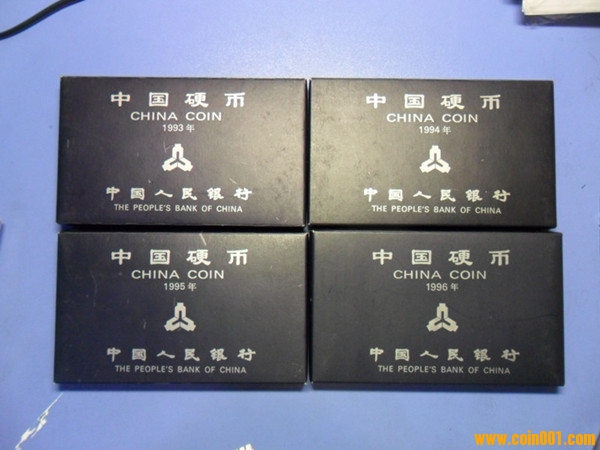 中国硬币
CHINA COIN
1993年
中国人民银行
THE PEOPLE'S BANK OF CHINA
中国硬币
CHINA COIN
1994年
中国人民银行
THE PEOPLE'S BANK OF CHINA
中国硬币
CHINA COIN
1995年
中国人民银行
THE PEOPLE'S BANK OF CHINA
中国硬币
CHINA COIN
1996年
中国人民银行
THE PEOPLE'S BANK OF CHINA
www.coin001.com